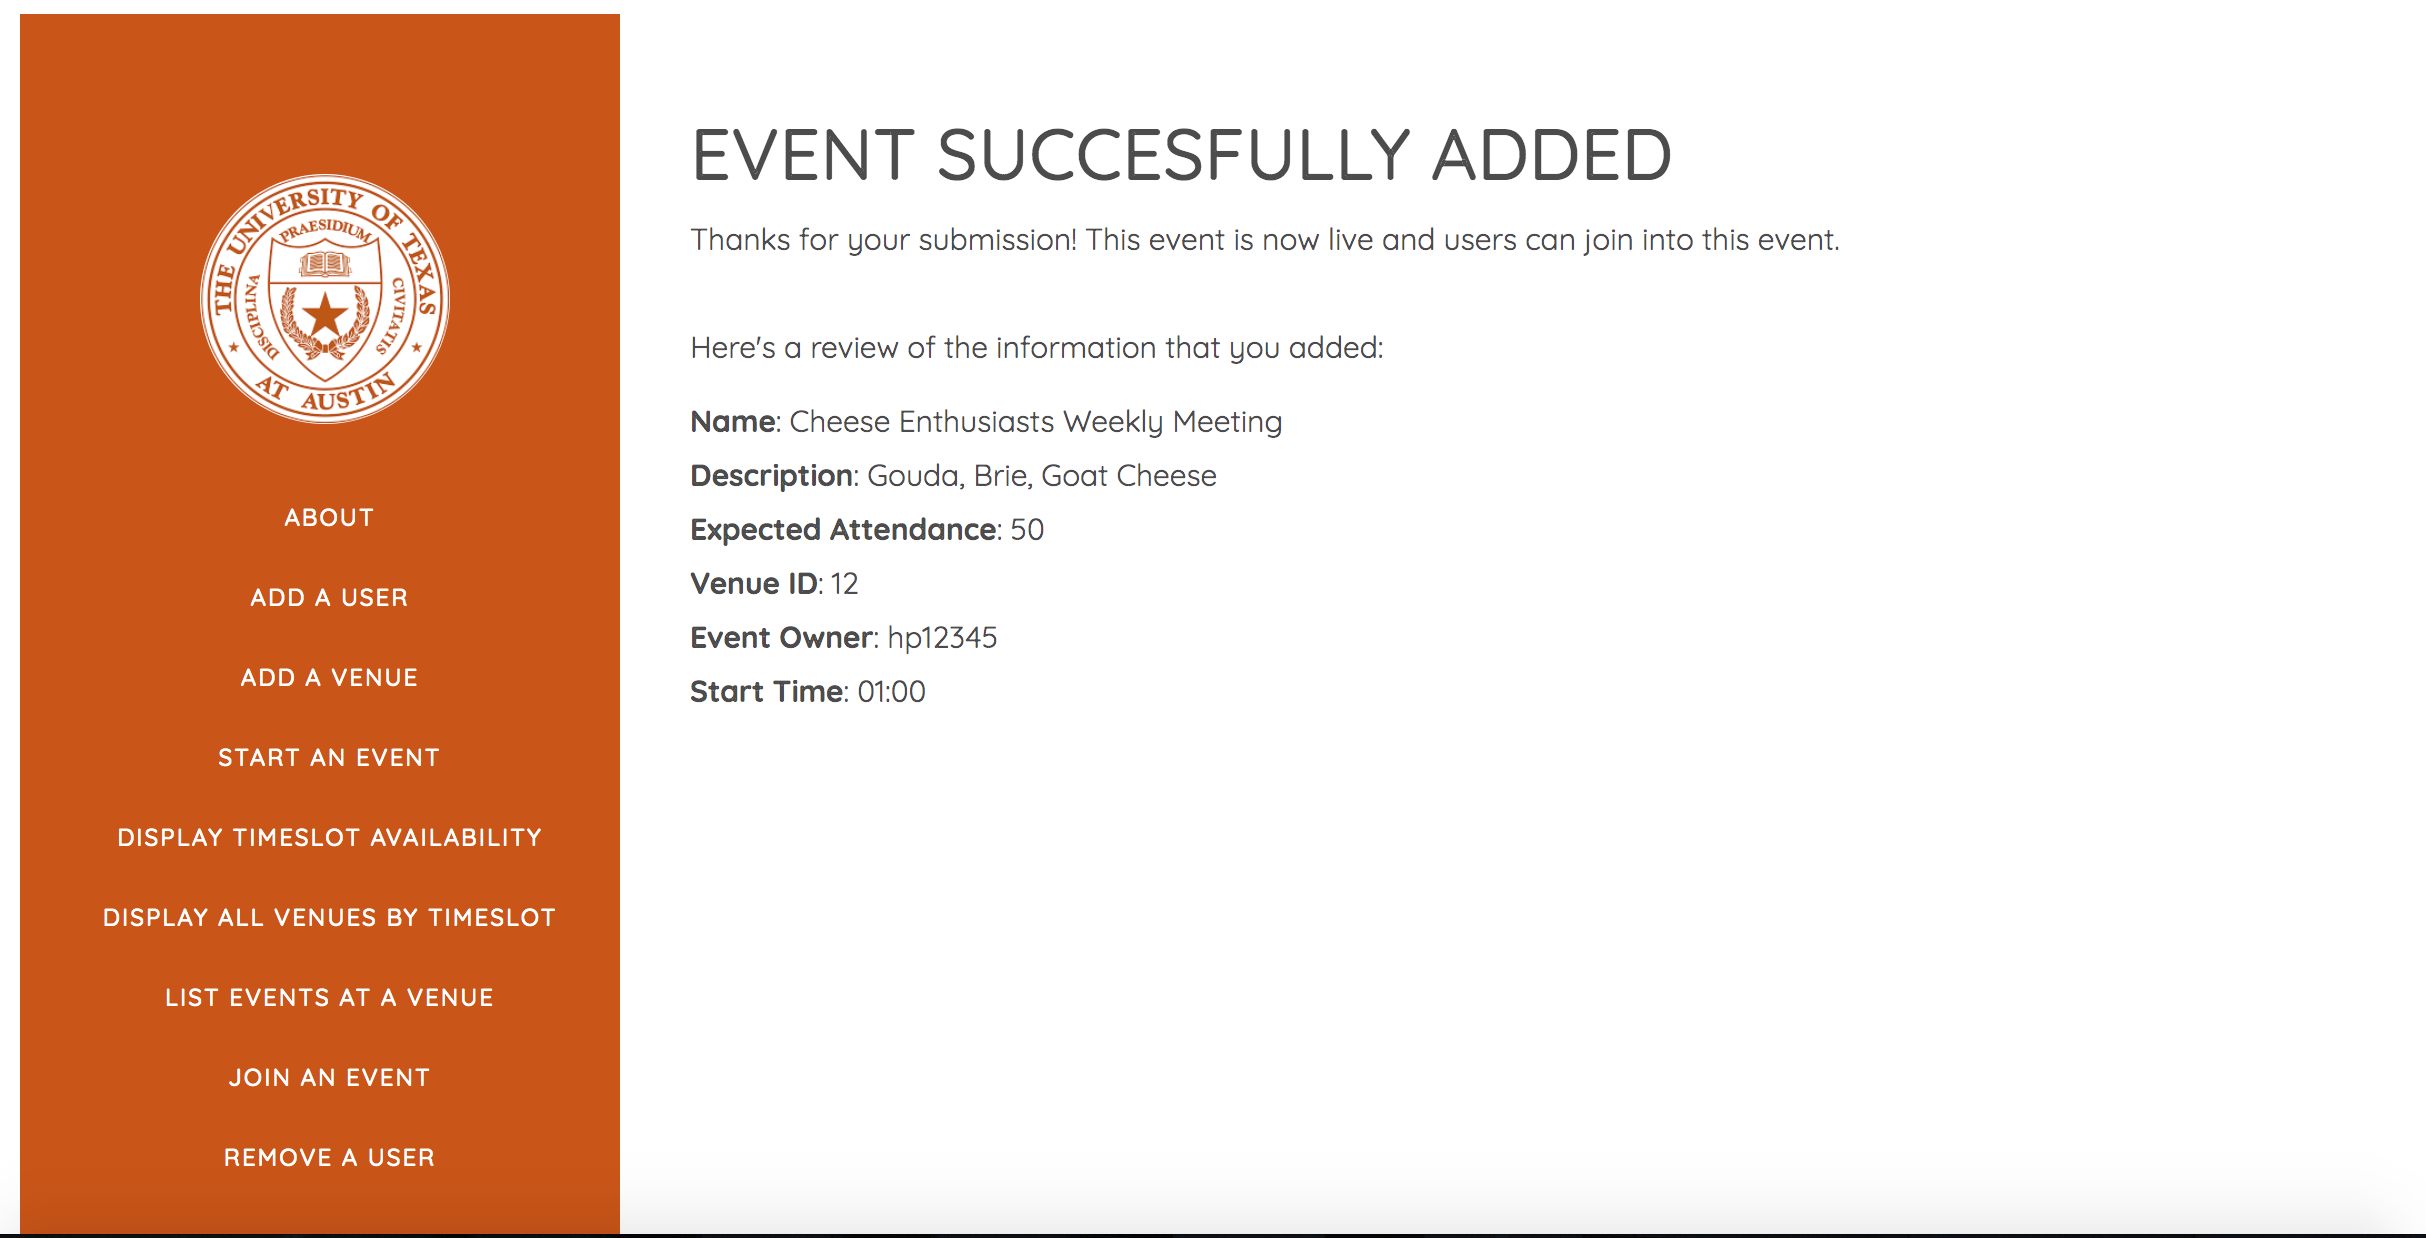 THE UNIVERSITY OF TEXAS
AT AUSTIN
PRAESIDIUM
DISCIPLINA
CIVITATIS
ABOUT
ADD A USER
ADD A VENUE
START AN EVENT
DISPLAY TIMESLOT AVAILABILITY
DISPLAY ALL VENUES BY TIMESLOT
LIST EVENTS AT A VENUE
JOIN AN EVENT
REMOVE A USER
EVENT SUCCESFULLY ADDED
Thanks for your submission! This event is now live and users can join into this event.
Here's a review of the information that you added:
Name: Cheese Enthusiasts Weekly Meeting
Description: Gouda, Brie, Goat Cheese
Expected Attendance: 50
Venue ID: 12
Event Owner: hp12345
Start Time: 01:00